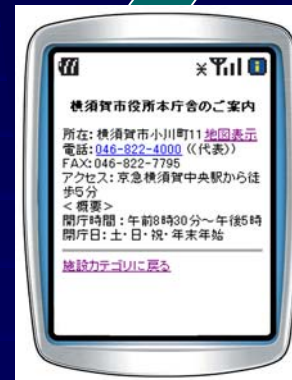 横須賀市役所本庁舎のご案内
所在:横須賀市小川町11地図表示
電話:046-822-4000((代表))
FAX:046-822-7795
アクセス:京急横須賀中央駅から徒
歩5分
<概要>
開庁時間:午前8時30分～午後5時
閉庁日:土・日・祝・年末年始
施設カテゴリに戻る